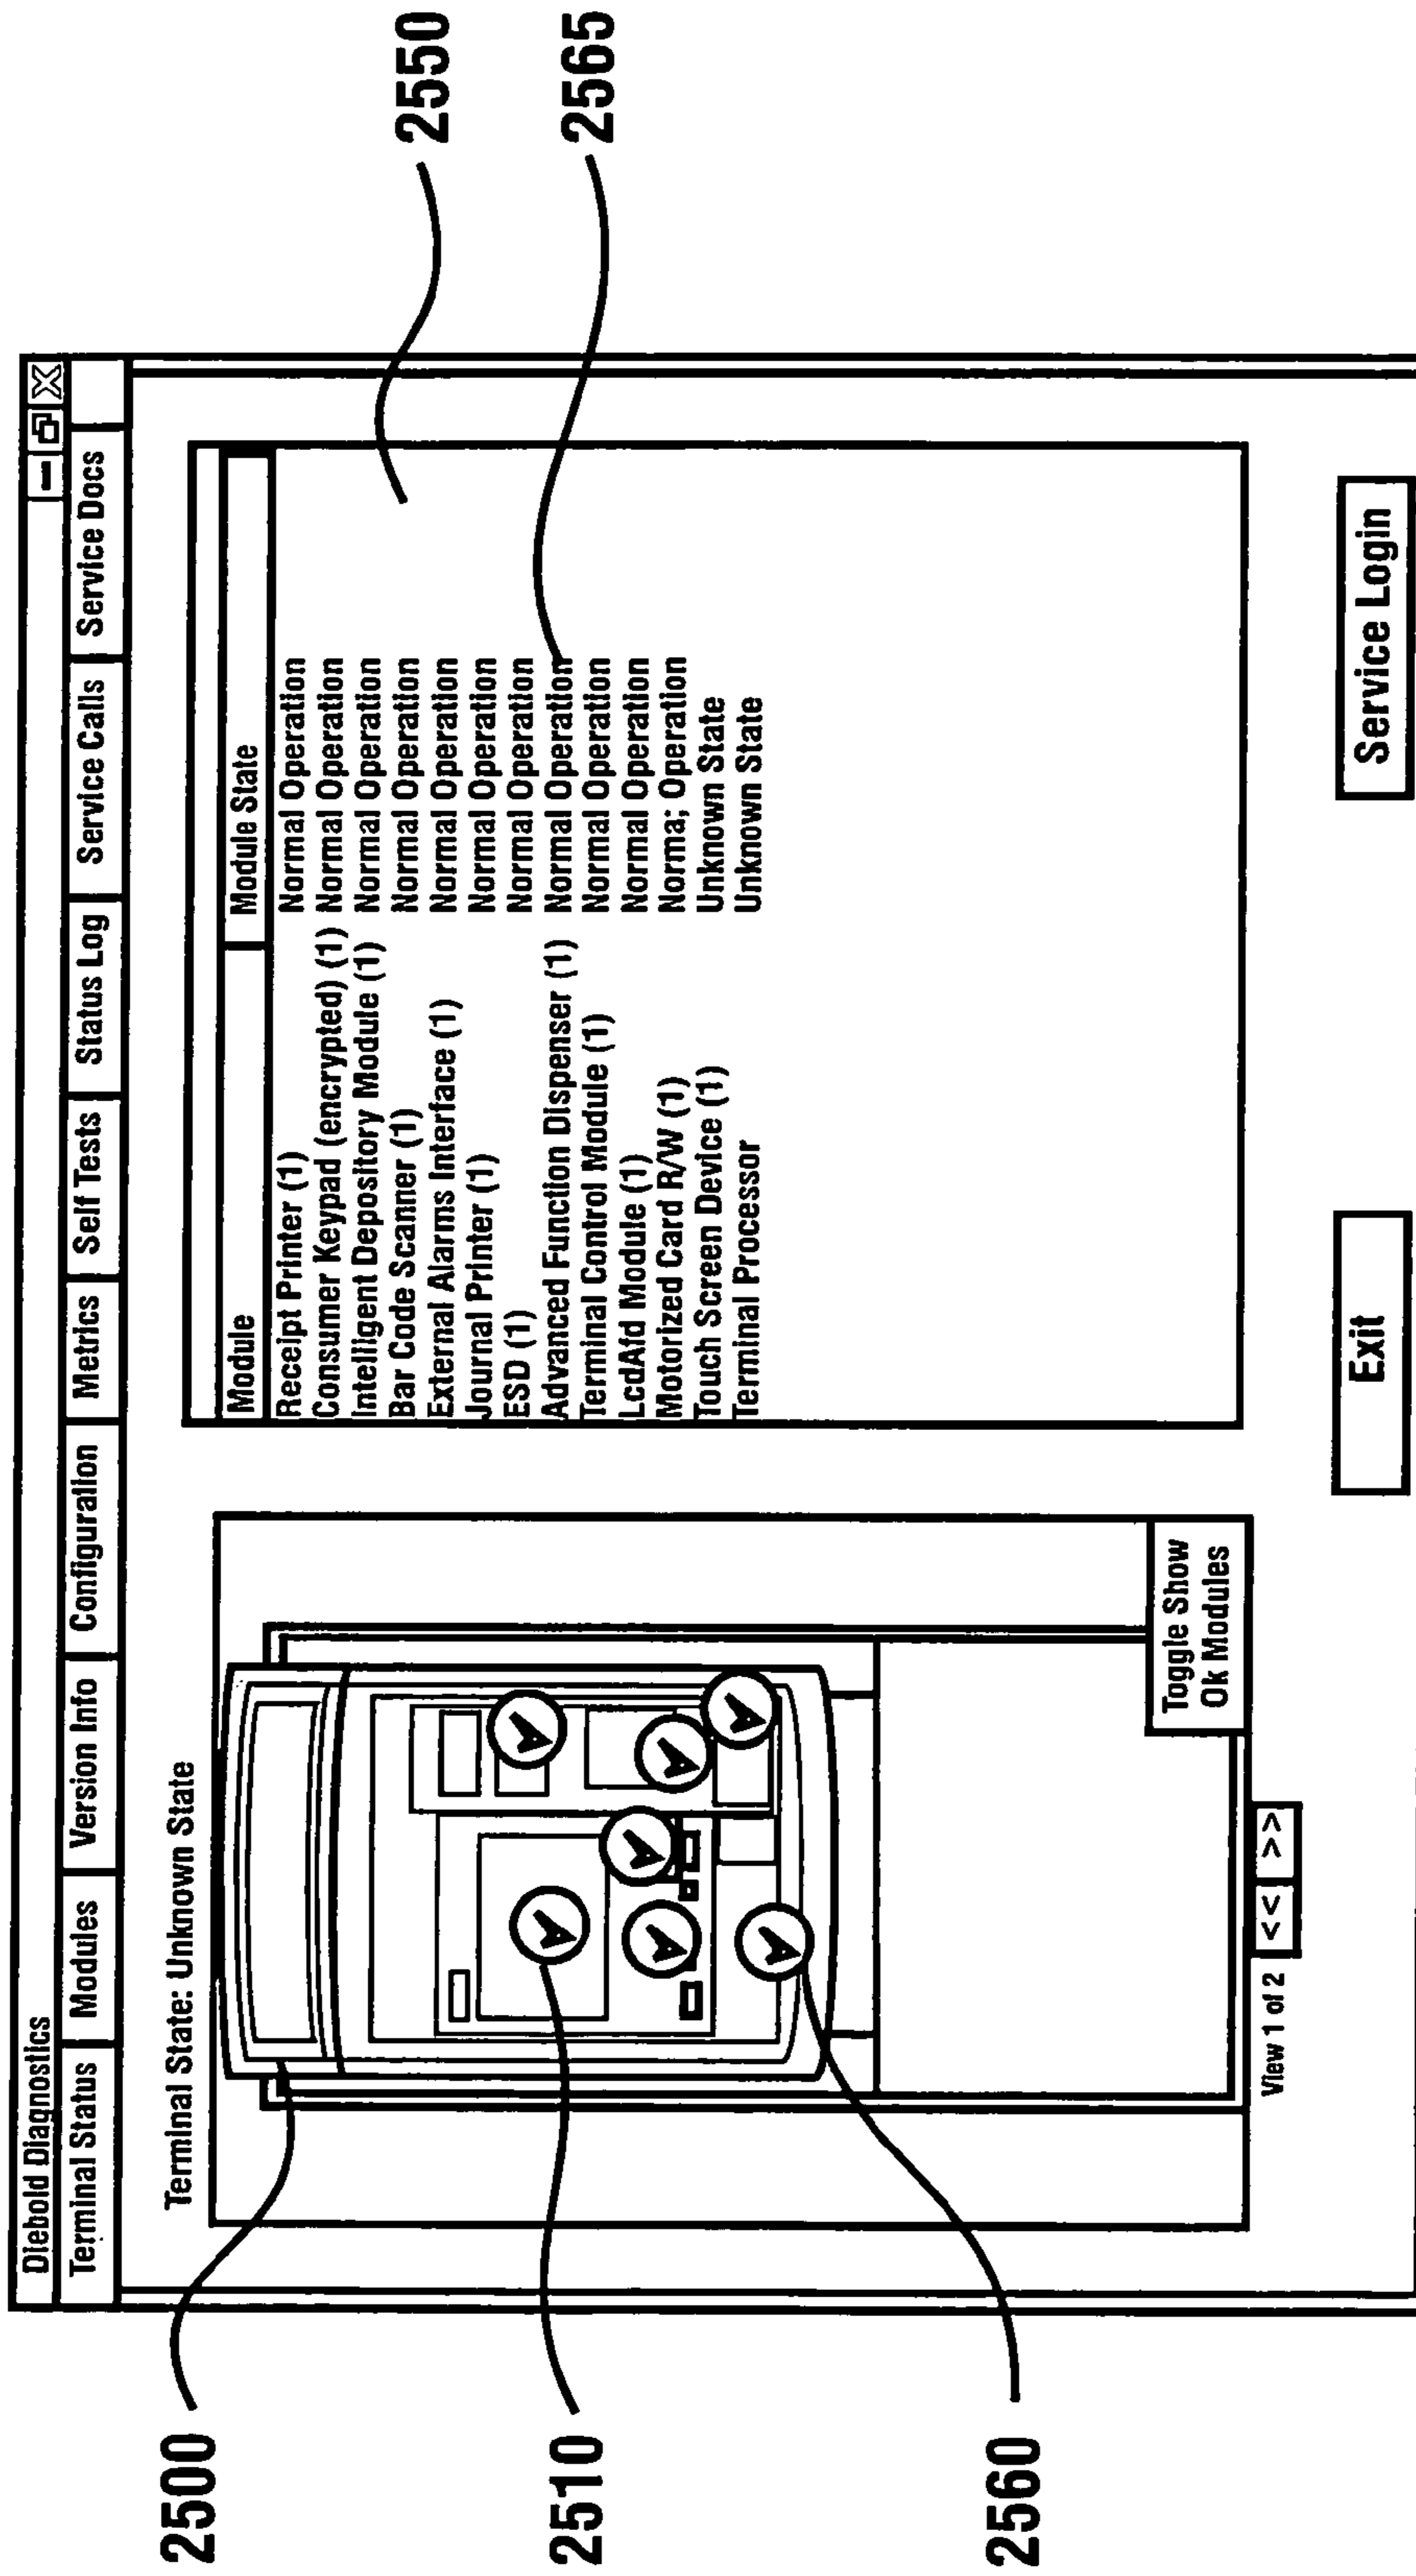 Diebold Diagnostics
Terminal Status Modules Version Info Configuration Metrics Self Tests Status Log Service Calls Service Docs
Terminal State: Unknown State
Module Module State
Receipt Printer (1) Normal Operation
Consumer Keypad (encrypted) (1) Normal Operation
Intelligent Depository Module (1) Normal Operation
Bar Code Scanner (1) Normal Operation
External Alarms Interface (1) Normal Operation
Journal Printer (1) Normal Operation
ESD (1) Normal Operation
Advanced Function Dispenser (1) Normal Operation
Terminal Control Module (1) Normal Operation
LcdAfd Module (1) Normal Operation
Motorized Card R/W (1) Norma; Operation
Touch Screen Device (1) Unknown State
Terminal Processor Unknown State
Toggle Show
Ok Modules
View 1 of 2 << >>
Exit
Service Login
2500
2510
2560
2550
2565